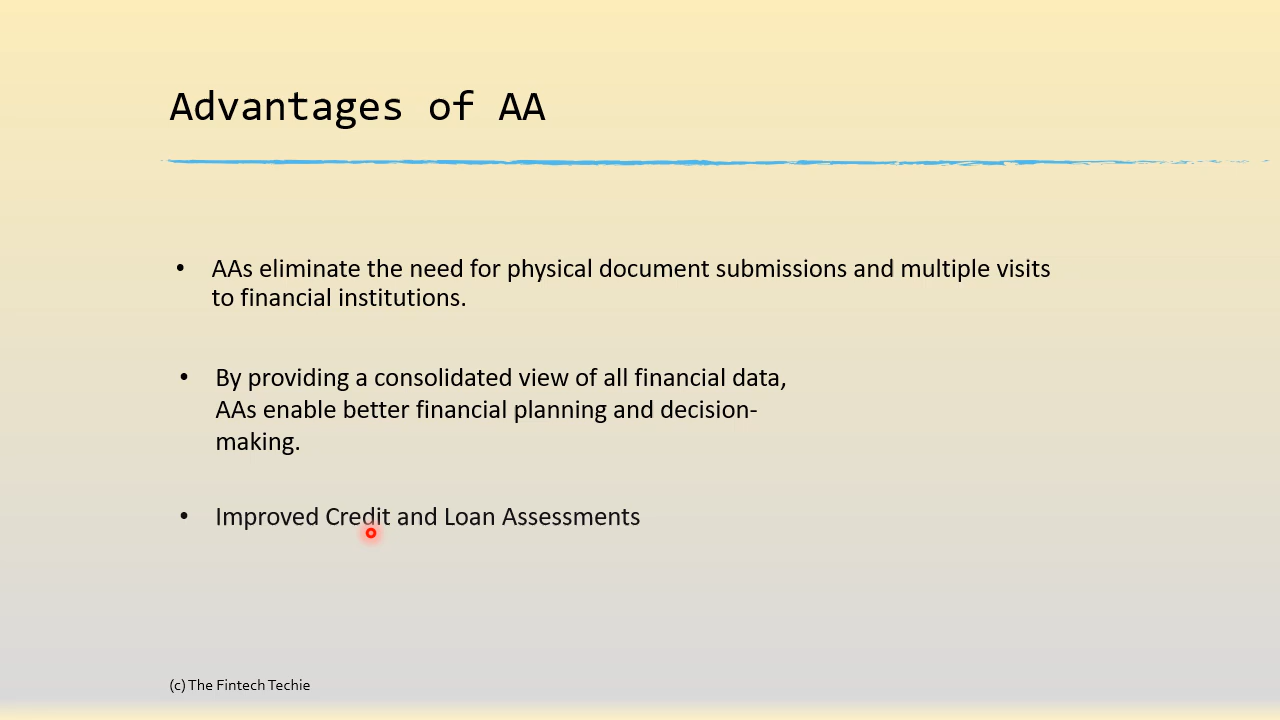 Advantages of AA
• AAs eliminate the need for physical document submissions and multiple visits
to financial institutions.
• By providing a consolidated view of all financial data,
AAs enable better financial planning and decision-
making.
• Improved Credit and Loan Assessments
(c) The Fintech Techie